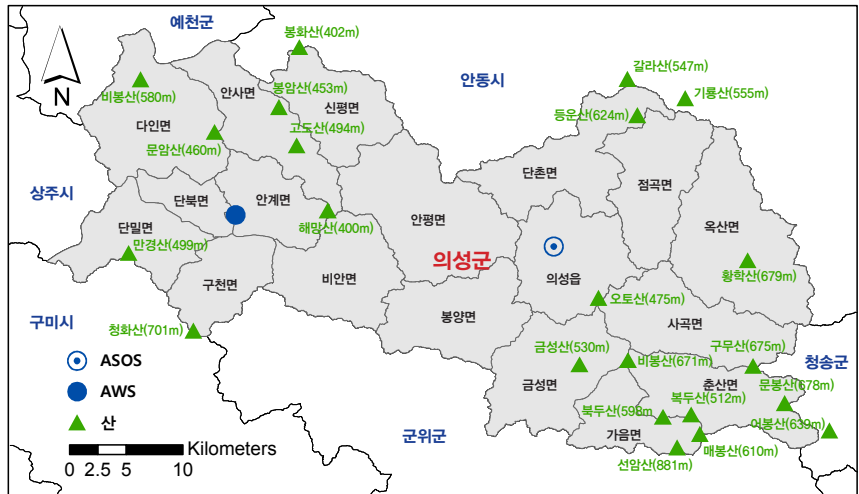 예천군
봉화산(402m)
안동시
갈라산(547m)
기룡산(555m)
N
비봉산(580m)
안사면
봉암산(453m)
신평면
등운산(624m)
다인면
고도산(494m)
문암산(460m)
단촌면
점곡면
상주시
단북면
안계면
안평면
단밀면
해망산(400m)
옥산면
만경산(499m)
의성군
황학산(679m)
구천면
비안면
의성읍
오토산(475m)
구미시
봉양면
사곡면
청화산(701m)
금성산(530m)
비봉산(671m)
구무산(675m)
청송군
ASOS
금성면
춘산면
문봉산(678m)
AWS
북두산(598m
복두산(512m)
어봉산(639m)
산
군위군
가음면
매봉산(610m)
선암산(881m)
Kilometers
0 2.5 5 10